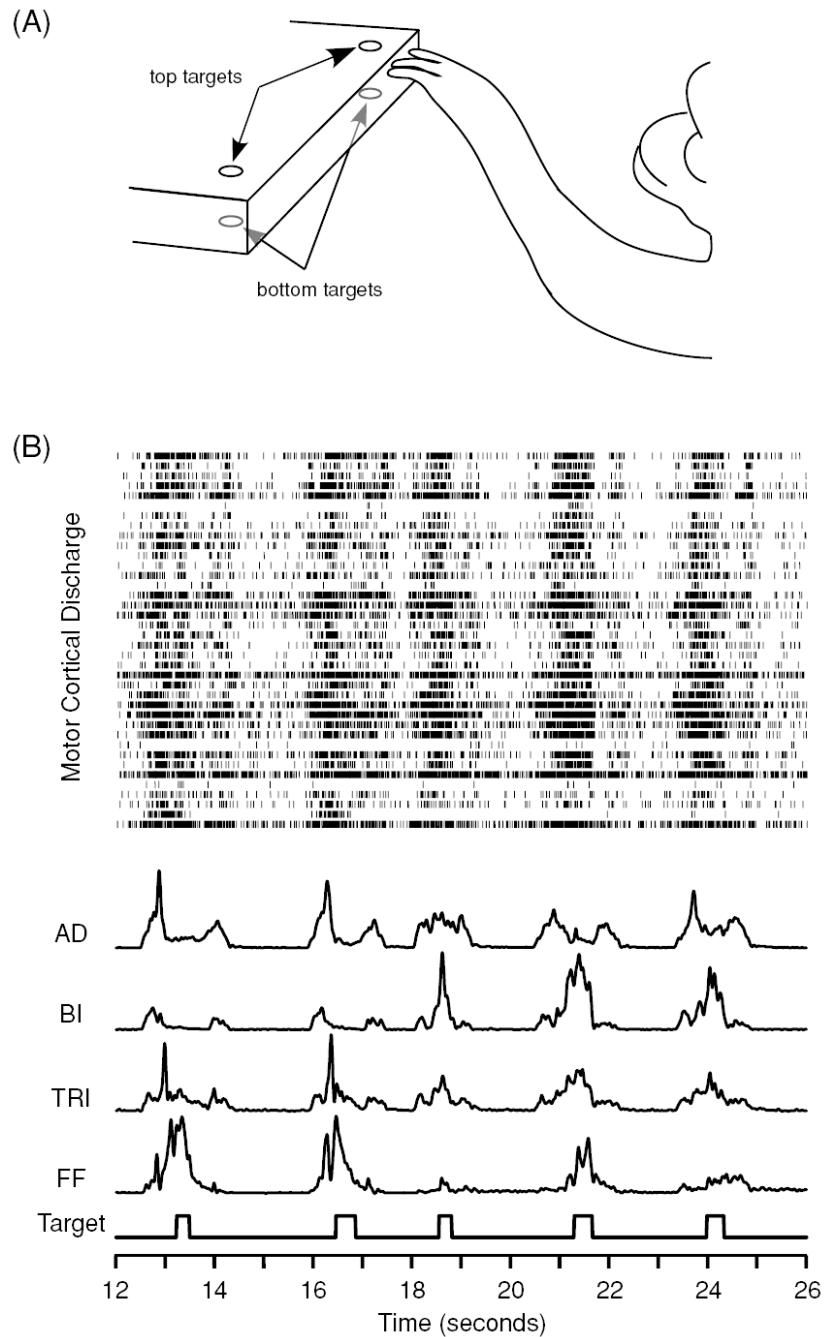 (A)
top targets
bottom targets
(B)
Motor Cortical Discharge
AD
BI
TRI
FF
Target
12 14 16 18 20 22 24 26
Time (seconds)